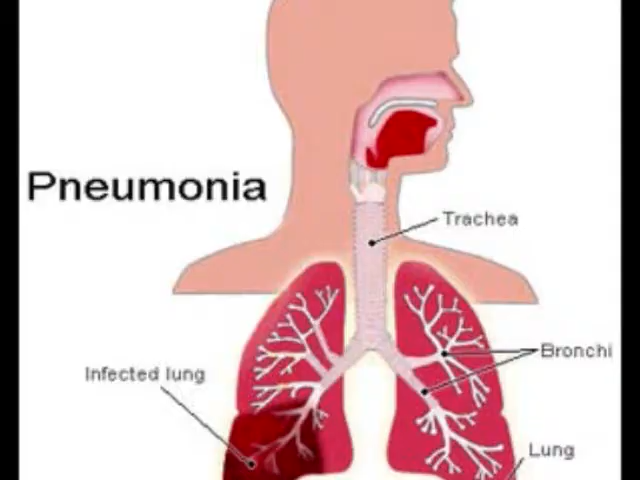 Pneumonia
Trachea
Bronchi
Infected lung
Lung